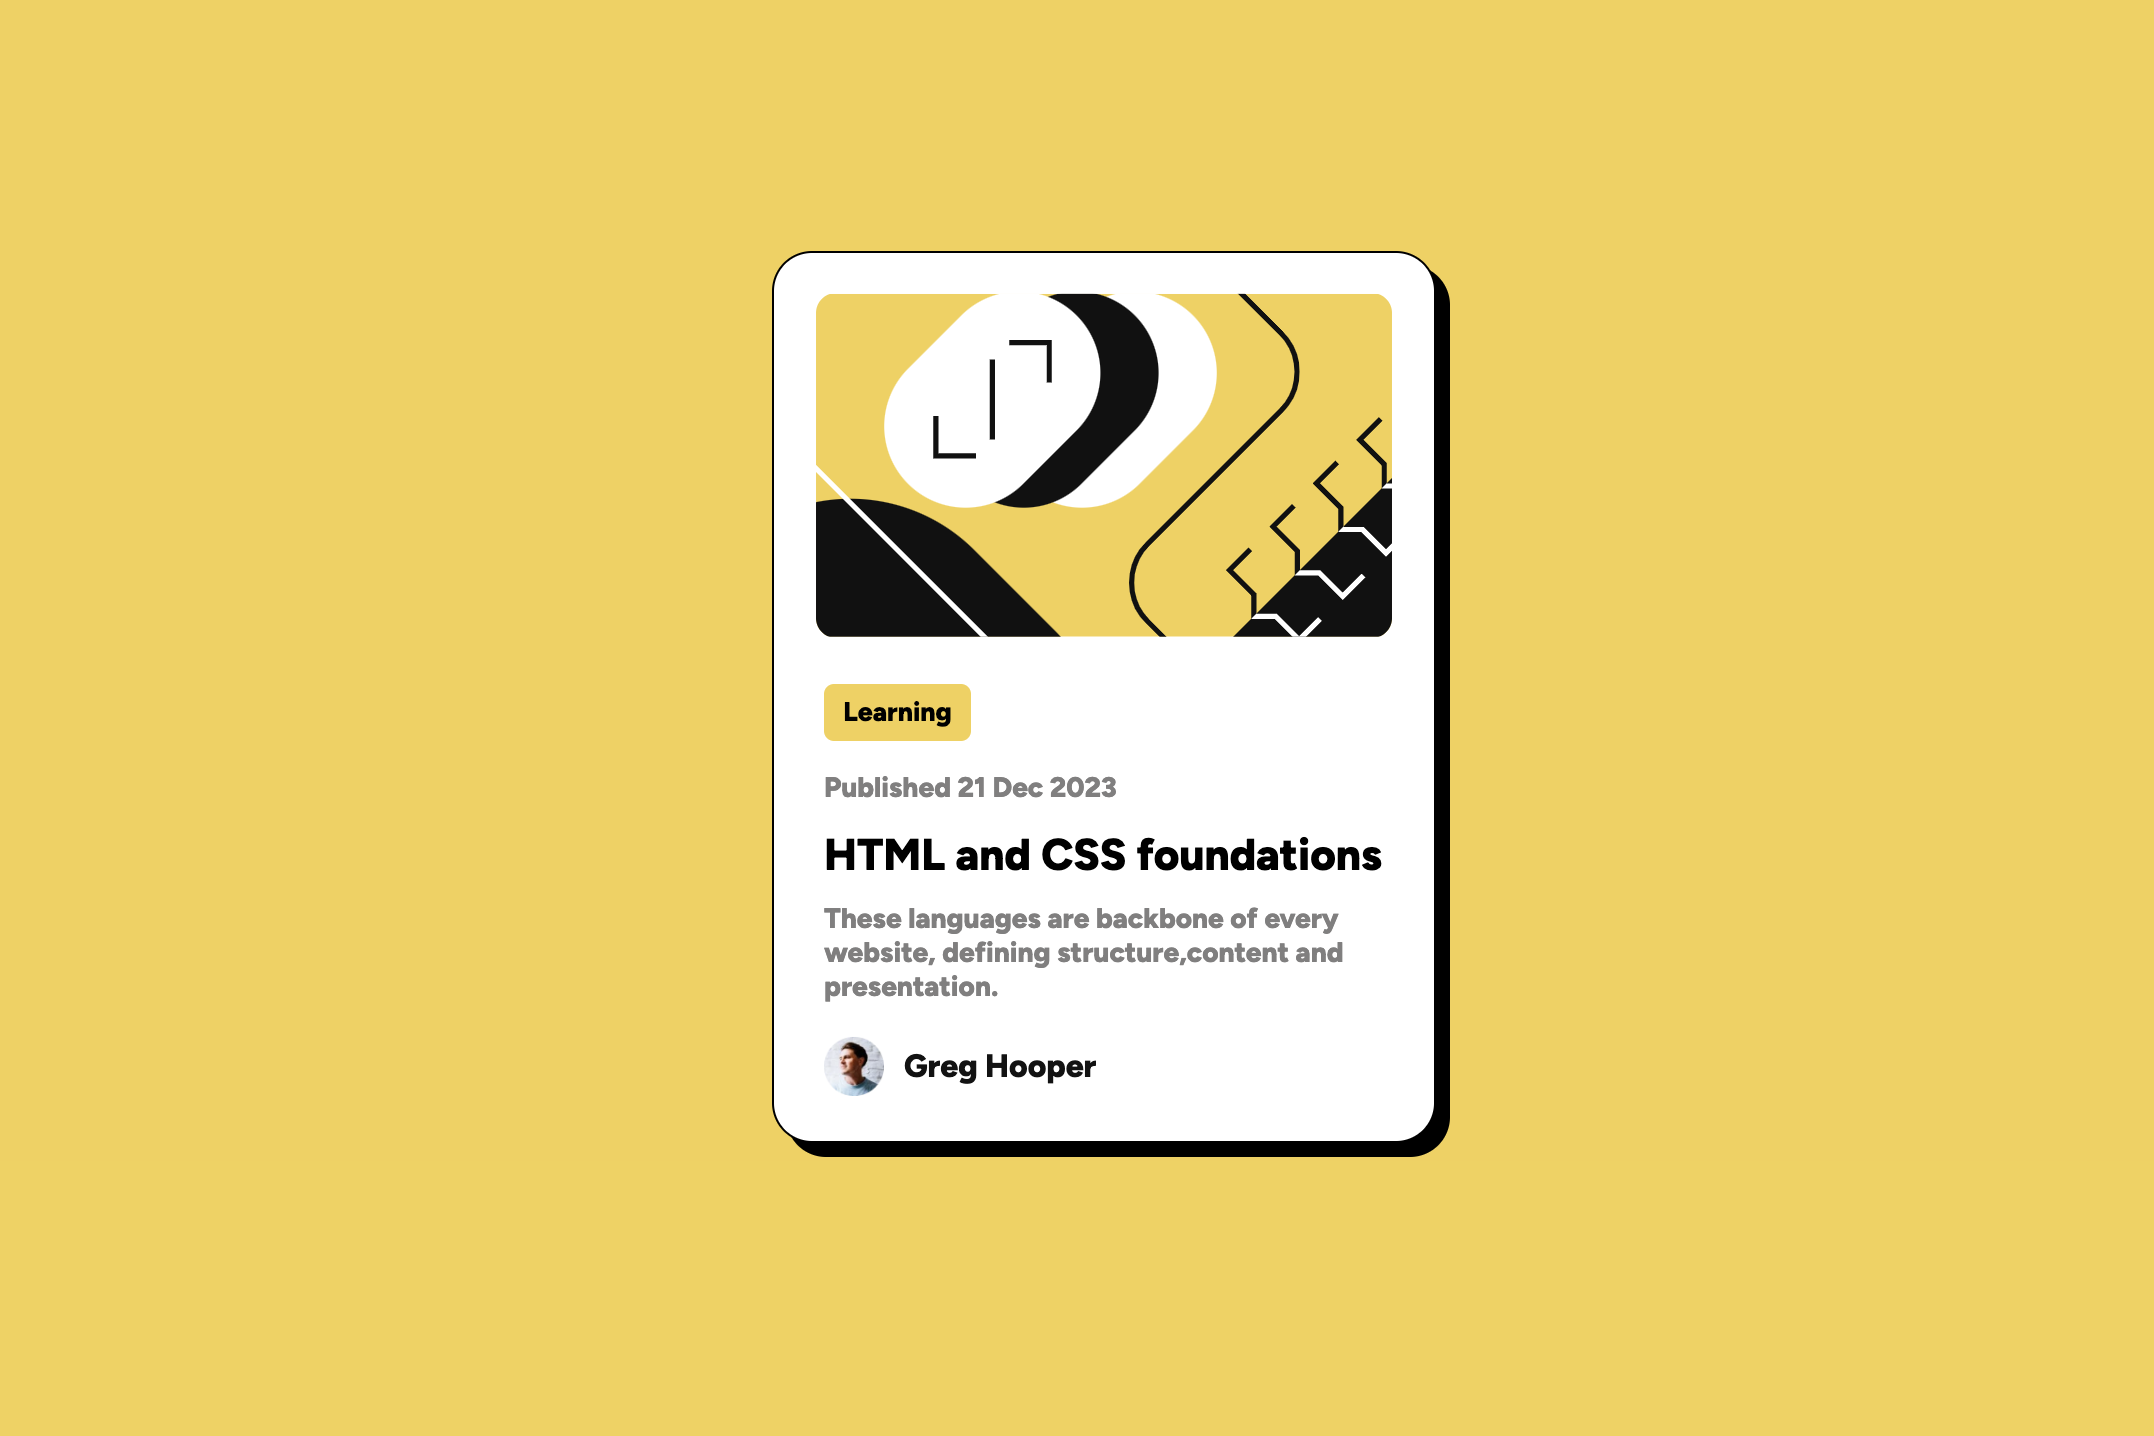 Learning
Published 21 Dec 2023
HTML and CSS foundations
These languages are backbone of every
website, defining structure,content and
presentation.
Greg Hooper